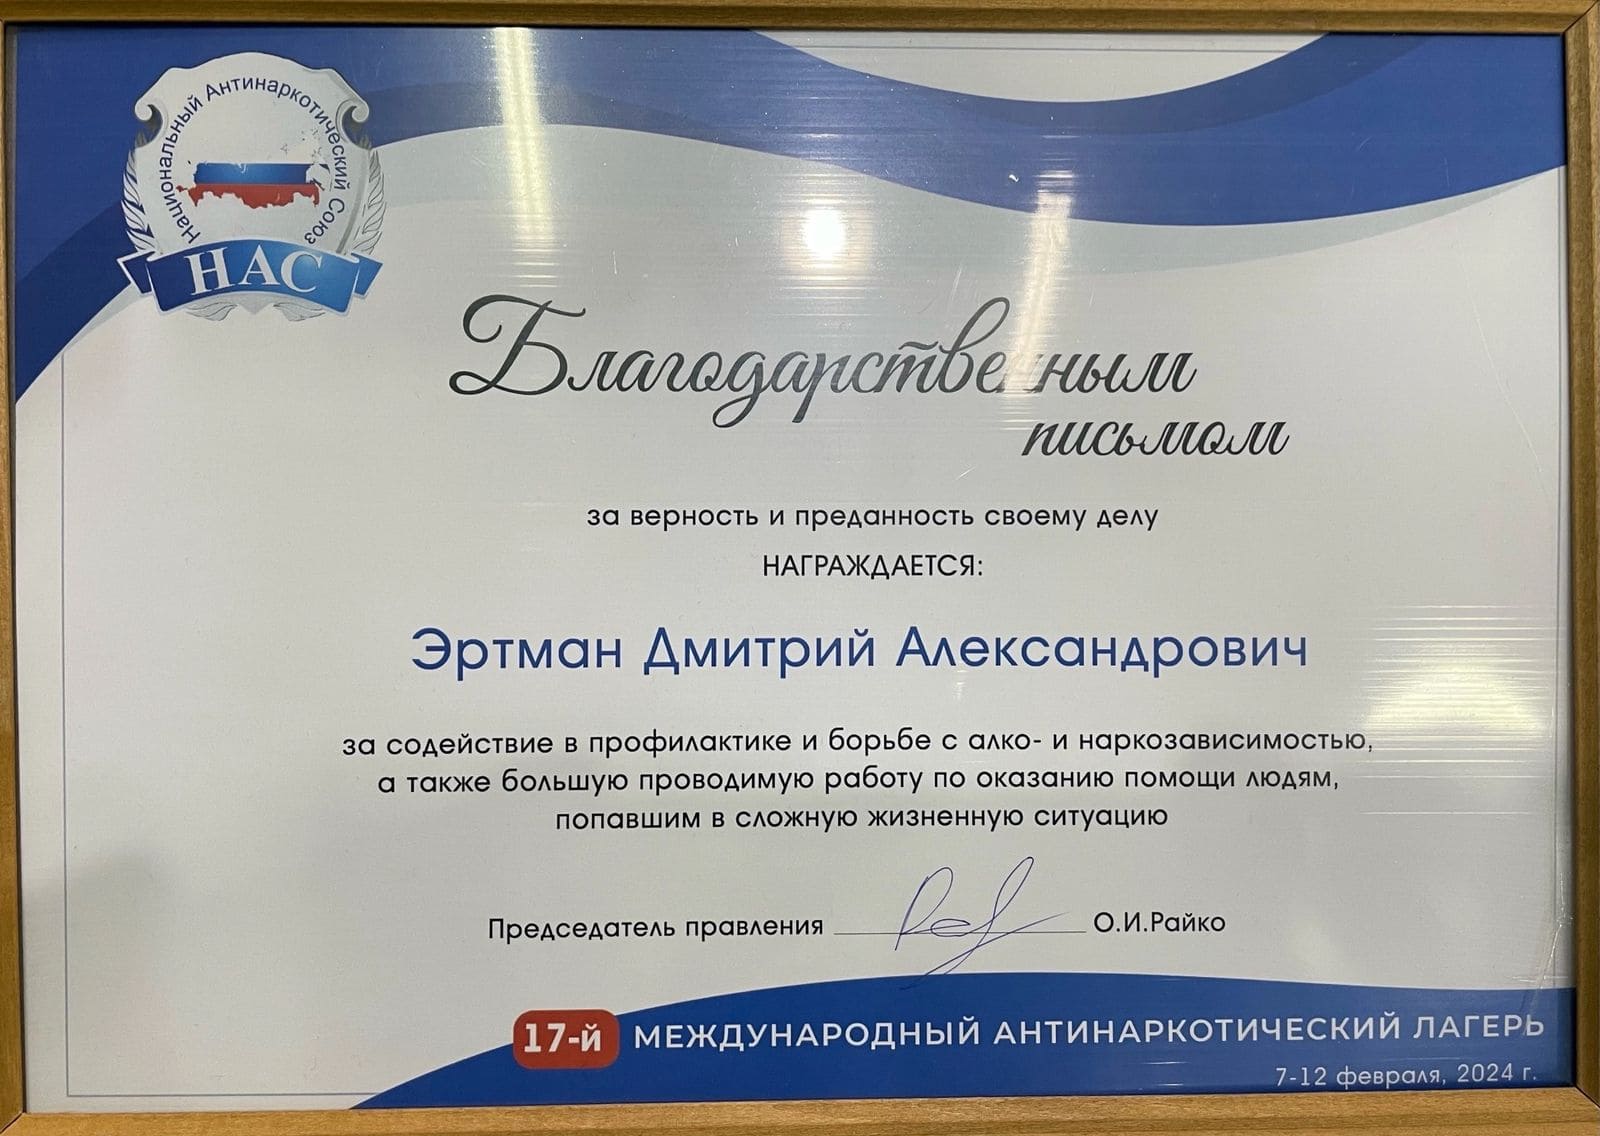 Национальный Антинаркотический Союз
НАС
Благодарственным
письмом
за верность и преданность своему делу
НАГРАЖДАЕТСЯ:
Эртман Дмитрий Александрович
за содействие в профилактике и борьбе с алко- и наркозависимостью,
а также большую проводимую работу по оказанию помощи людям,
попавшим в сложную жизненную ситуацию
Председатель правления О.И.Райко
17-й МЕЖДУНАРОДНЫЙ АНТИНАРКОТИЧЕСКИЙ ЛАГЕРЬ
7-12 февраля, 2024 г.